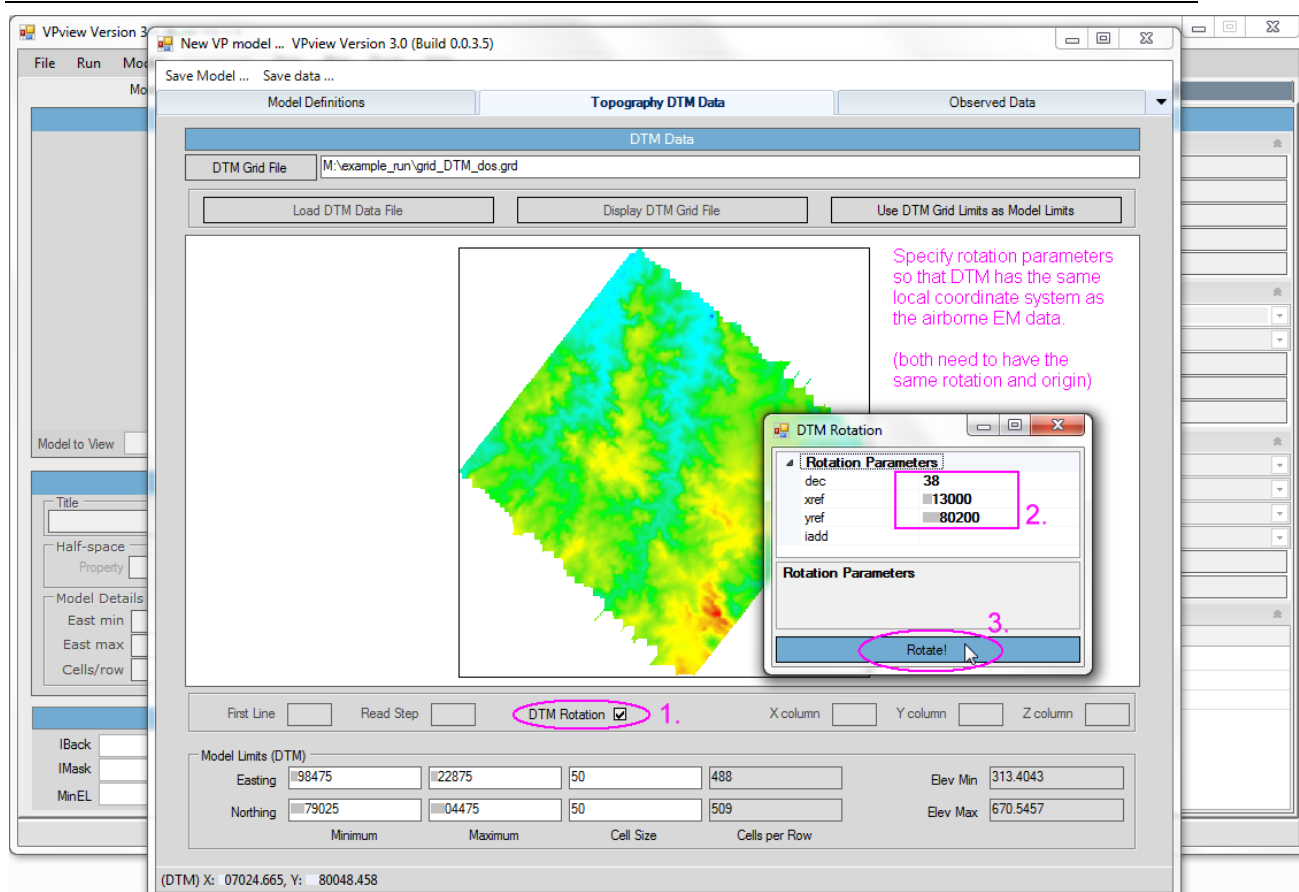 VPview Version 3
File Run Mod
Mo
New VP model ... VPview Version 3.0 (Build 0.0.3.5)
Save Model ... Save data ...
Model Definitions
Topography DTM Data
Observed Data
DTM Data
DTM Grid File
M:\example_run\grid_DTM_dos.grd
Load DTM Data File
Display DTM Grid File
Use DTM Grid Limits as Model Limits
Specify rotation parameters
so that DTM has the same
local coordinate system as
the airborne EM data.
(both need to have the
same rotation and origin)
DTM Rotation
Rotation Parameters
dec 38
xref 13000
yref 80200
iadd
2.
Rotation Parameters
3.
Rotate!
Model to View
Title
Half-space
Property
Model Details
East min
East max
Cells/row
IBack
IMask
MinEL
First Line
Read Step
DTM Rotation
1.
X column
Y column
Z column
Model Limits (DTM)
Easting 98475 22875 50 488 Elev Min 313.4043
Northing 79025 04475 50 509 Elev Max 670.5457
Minimum Maximum Cell Size Cells per Row
(DTM) X: 07024.665, Y: 80048.458